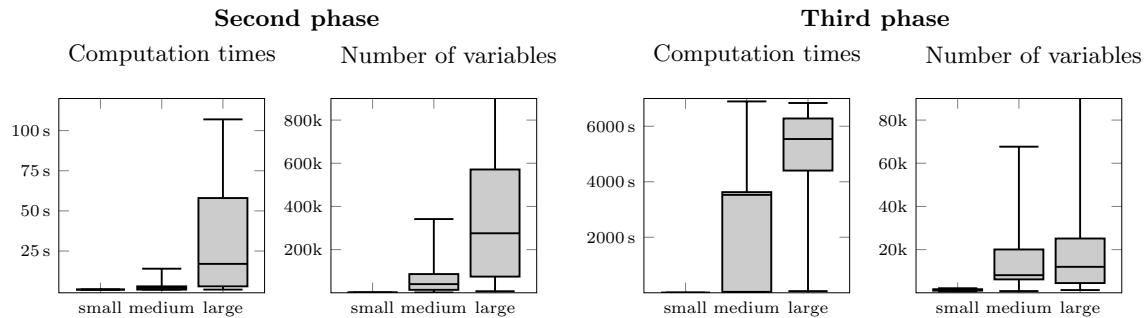 Second phase
Third phase
Computation times
Number of variables
Computation times
Number of variables
100 s
75 s
50 s
25 s
small medium large
800k
600k
400k
200k
small medium large
6000 s
4000 s
2000 s
small medium large
80k
60k
40k
20k
small medium large